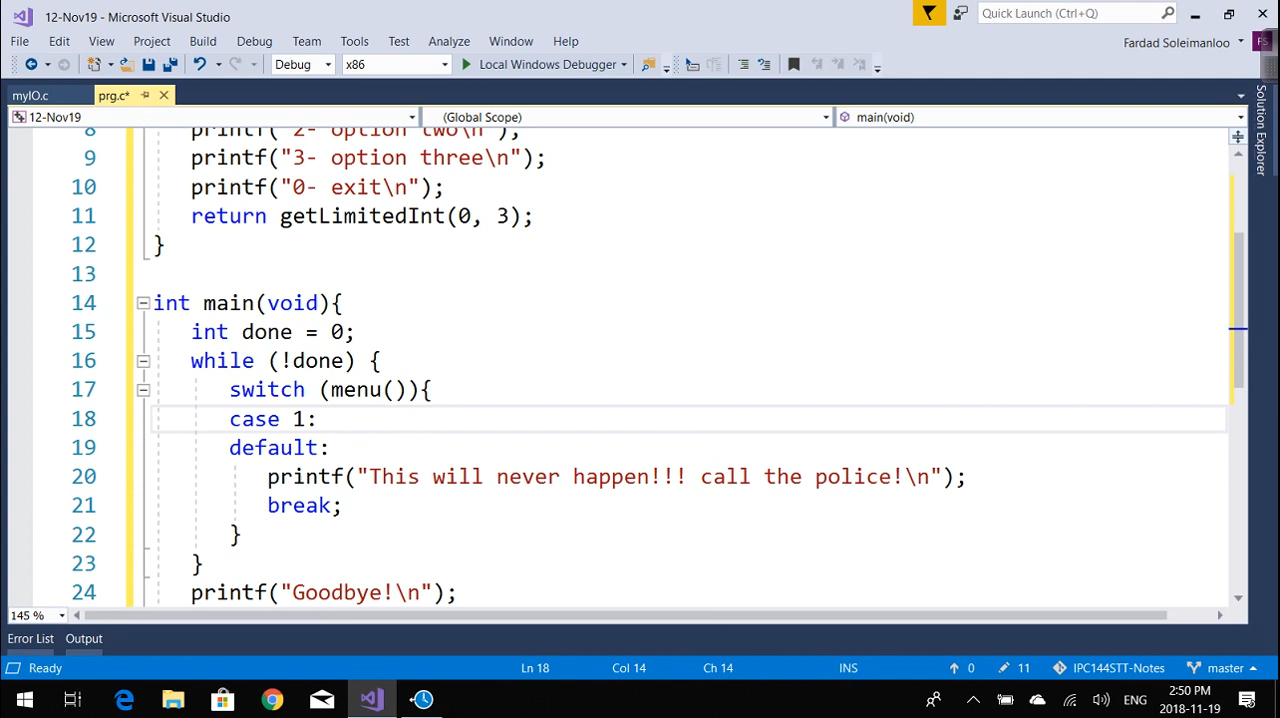 12-Nov19 - Microsoft Visual Studio
Quick Launch (Ctrl+Q)
File Edit View Project Build Debug Team Tools Test Analyze Window Help
Fardad Soleimanloo FS
Debug x86 Local Windows Debugger
myIO.c prg.c*
12-Nov19 (Global Scope) main(void)
Solution Explorer
8 printf("2- option two\n");
9 printf("3- option three\n");
10 printf("0- exit\n");
11 return getLimitedInt(0, 3);
12 }
13
14 int main(void){
15 int done = 0;
16 while (!done) {
17 switch (menu()){
18 case 1:
19 default:
20 printf("This will never happen!!! call the police!\n");
21 break;
22 }
23 }
24 printf("Goodbye!\n");
145 %
Error List Output
Ready Ln 18 Col 14 Ch 14 INS 0 11 IPC144STT-Notes master
ENG 2:50 PM
2018-11-19